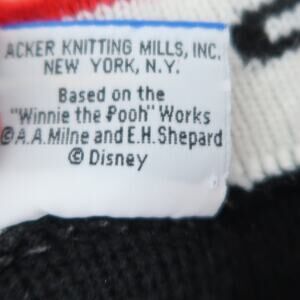 ACKER KNITTING MILLS, INC.
NEW YORK, N.Y.
Based on the
"Winnie the Pooh" Works
©A.A.Milne and E.H.Shepard
© Disney